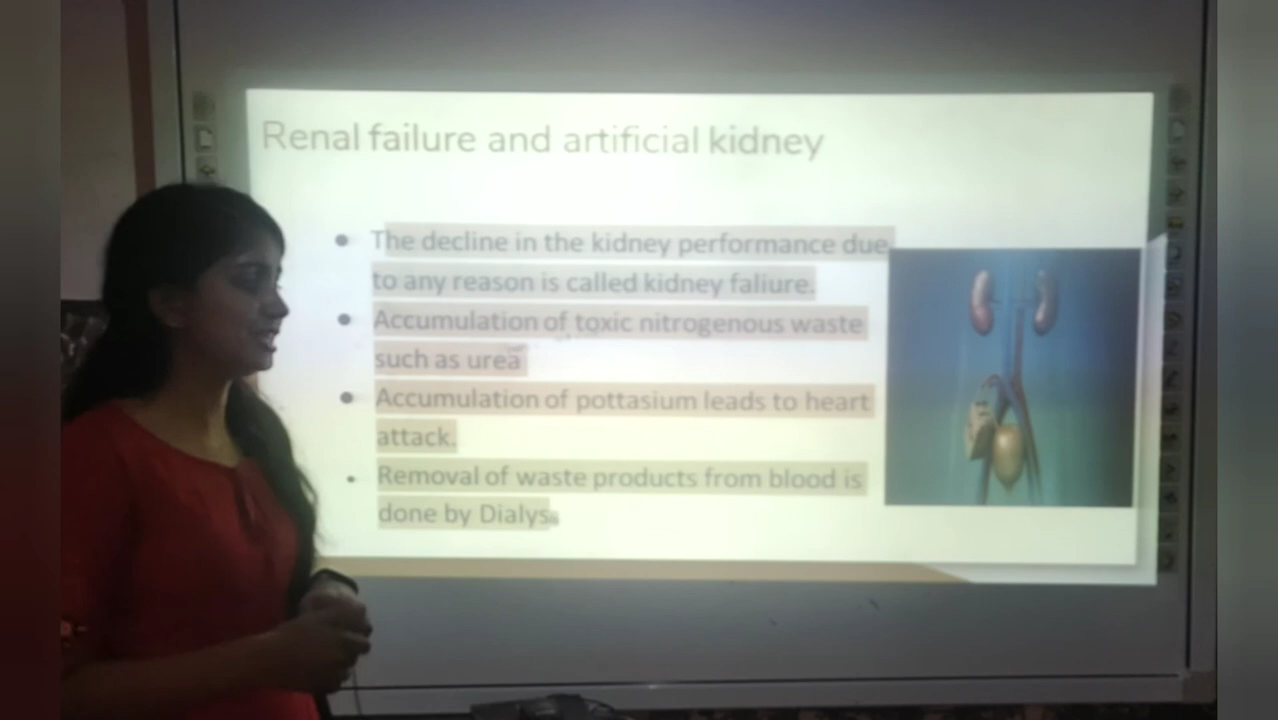 Renal failure and artificial kidney
• The decline in the kidney performance due
to any reason is called kidney faliure.
• Accumulation of toxic nitrogenous waste
such as urea
• Accumulation of pottasium leads to heart
attack.
• Removal of waste products from blood is
done by Dialys